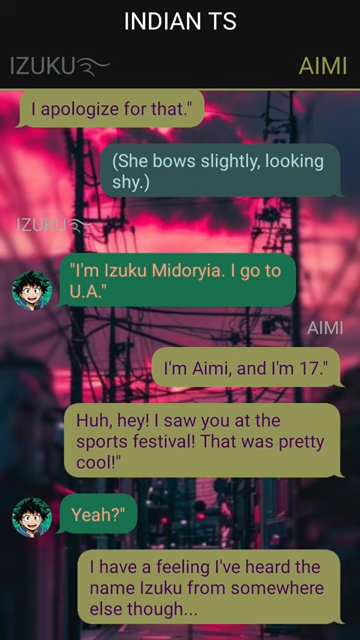 INDIAN TS
IZUKU࿐
AIMI
I apologize for that."
(She bows slightly, looking
shy.)
IZUKU࿐
"I'm Izuku Midoryia. I go to
U.A."
AIMI
I'm Aimi, and I'm 17."
Huh, hey! I saw you at the
sports festival! That was pretty
cool!"
Yeah?"
I have a feeling I've heard the
name Izuku from somewhere
else though...